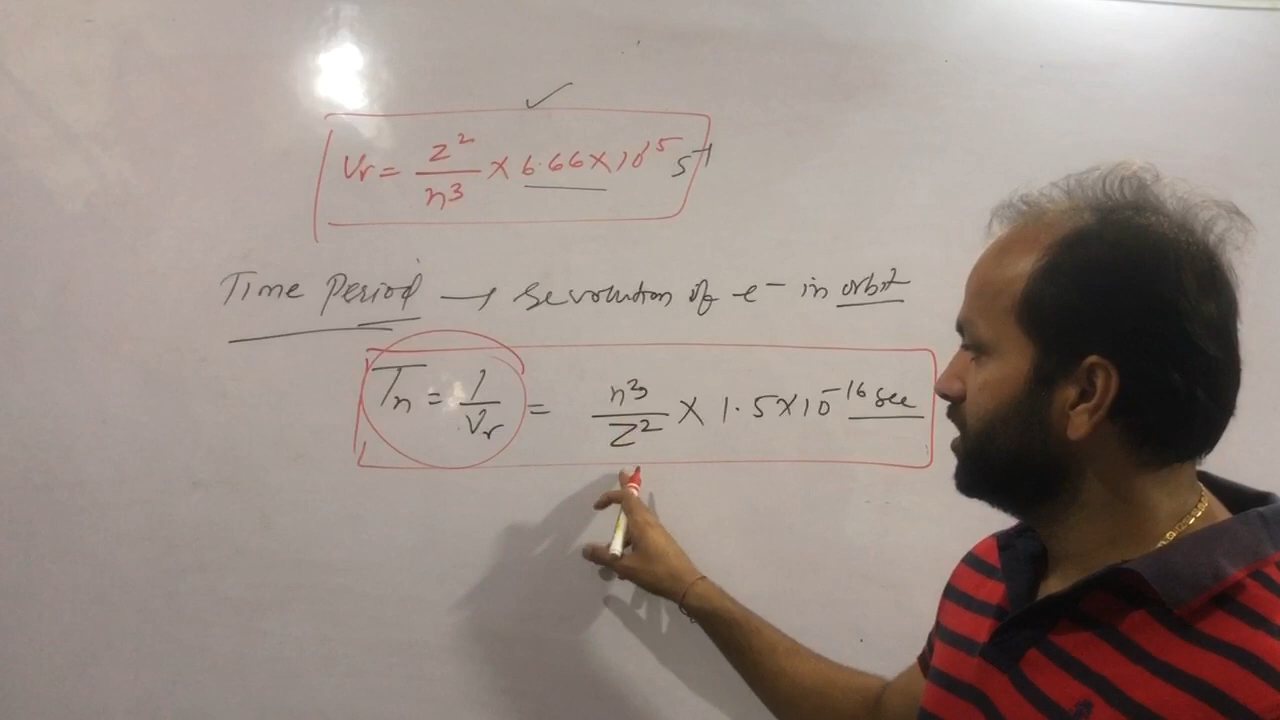 Vr = Z²/n³ × 6.66 × 10¹⁵ s⁻¹
Time Period → Revolution of e⁻ in orbit
Tn = 1/Vr = n³/Z² × 1.5 × 10⁻¹⁶ sec